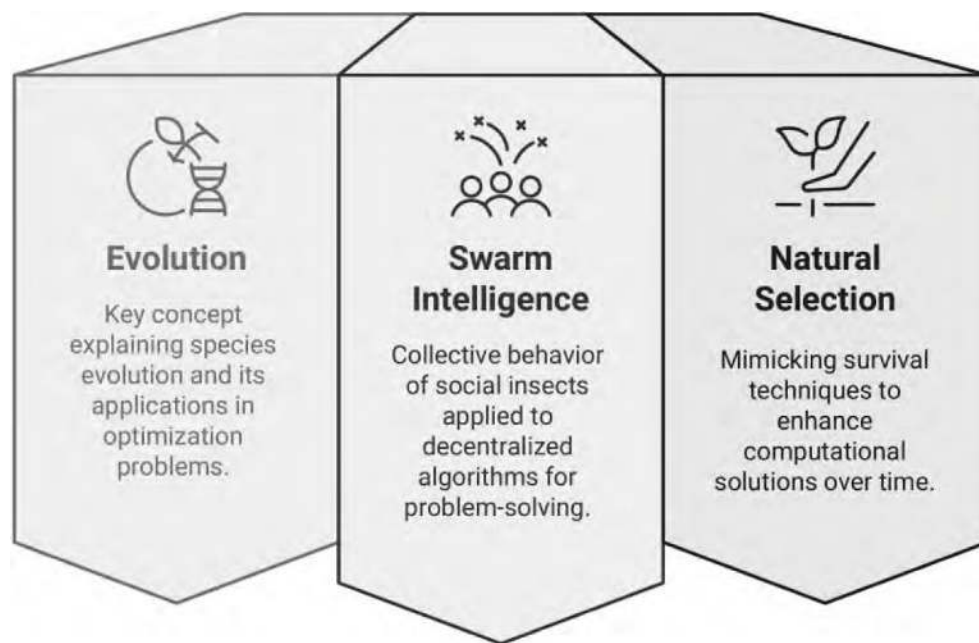 Evolution
Key concept
explaining species
evolution and its
applications in
optimization
problems.
Swarm
Intelligence
Collective behavior
of social insects
applied to
decentralized
algorithms for
problem-solving.
Natural
Selection
Mimicking survival
techniques to
enhance
computational
solutions over time.